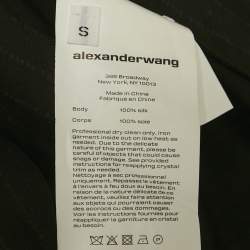 S
alexanderwang
386 Broadway
New York, NY 10013
Made in China
Fabriqué en Chine
Body 100% silk
Corps 100% soie
Professional dry clean only, iron
garment inside out on low heat as
needed. Due to the delicate
nature of this garment, please be
careful of objects that could cause
snags or damage. See provided
instructions for reapplying crystal
trim as needed.
Nettoyage à sec uniquement,
repasser le vêtement
à l'envers à feu doux au besoin.
En raison de la nature délicate de ce
vêtement, veuillez faire attention
aux objets qui pourraient causer
des accrocs ou des dommages.
Voir les instructions fournies pour
réappliquer la garniture en cristal
au besoin.